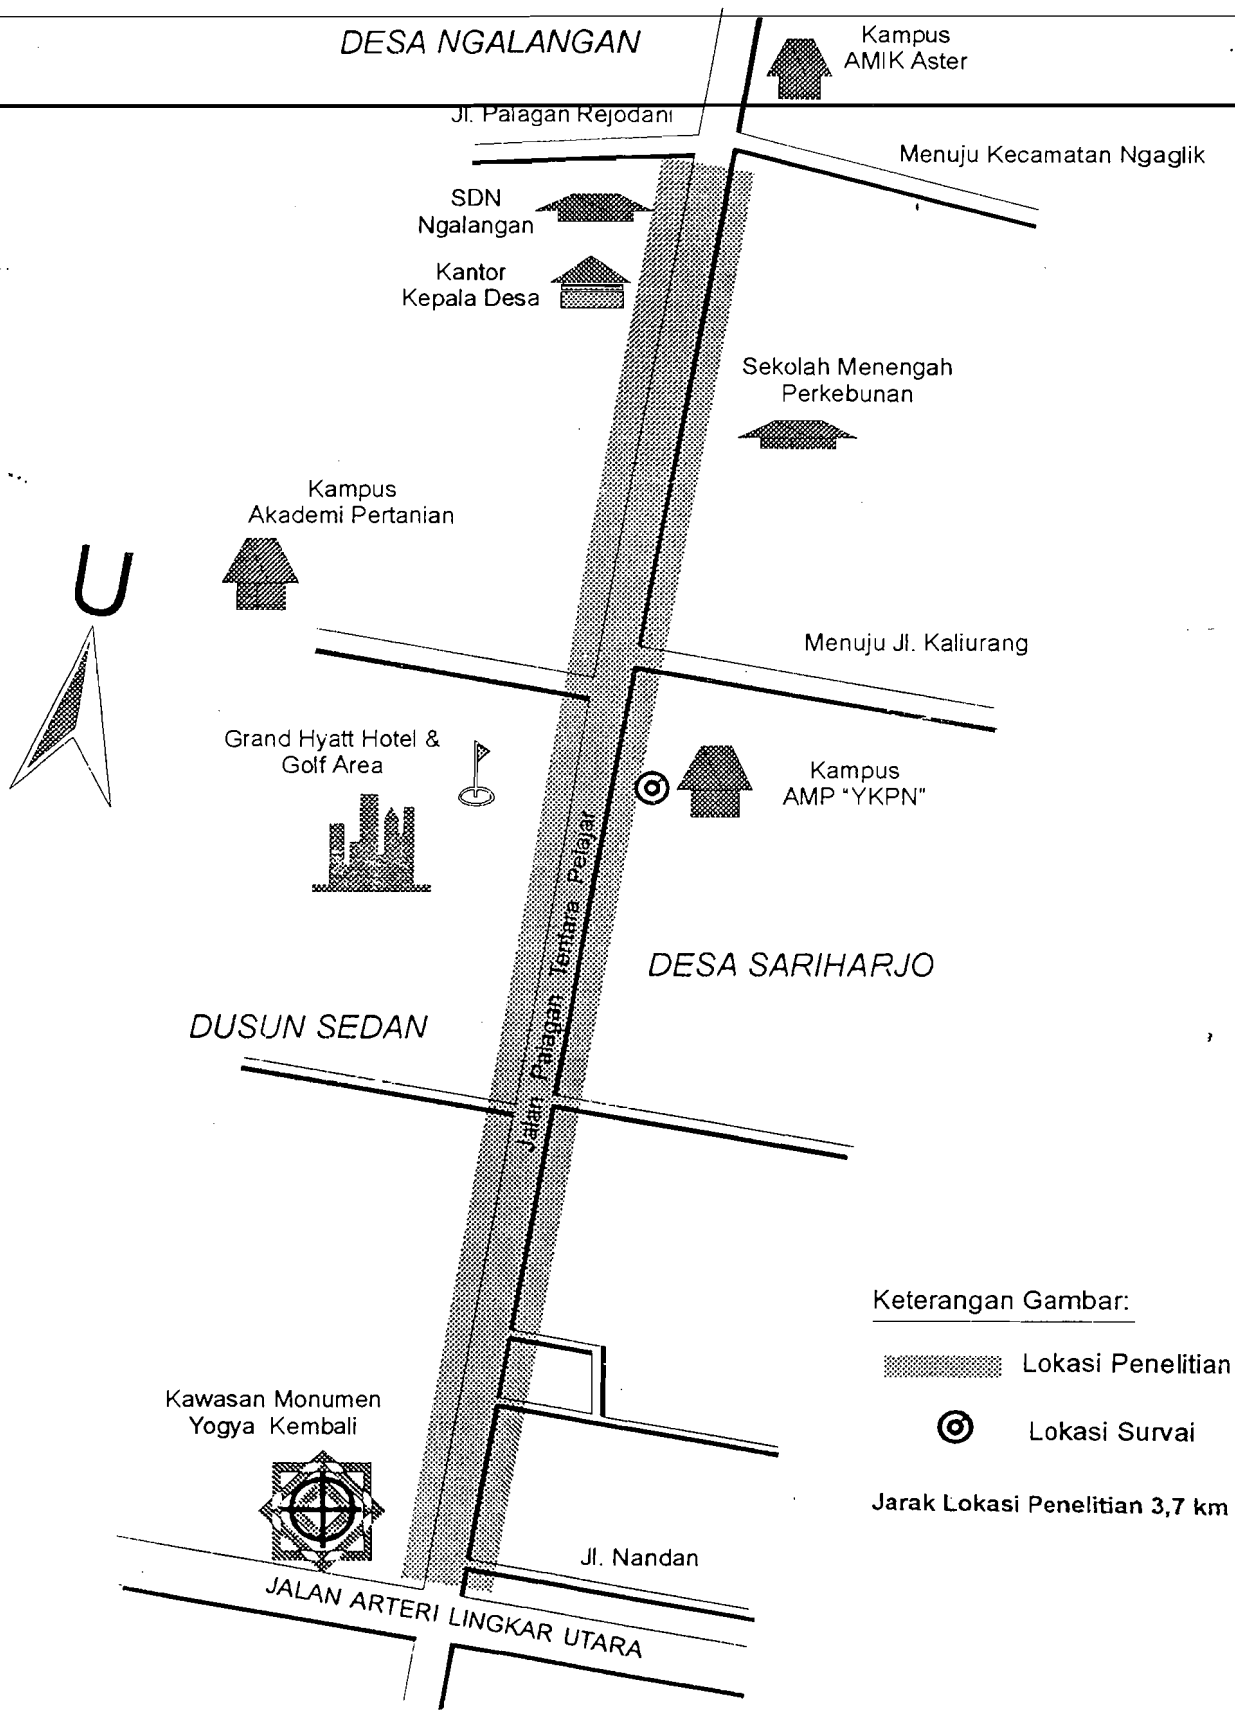 DESA NGALANGAN
Kampus
AMIK Aster
Jl. Palagan Rejodani
Menuju Kecamatan Ngaglik
SDN
Ngalangan
Kantor
Kepala Desa
Sekolah Menengah
Perkebunan
Kampus
Akademi Pertanian
U
Menuju Jl. Kaliurang
Grand Hyatt Hotel &
Golf Area
Kampus
AMP “YKPN”
Jalan Palagan Tentara Pelajar
DESA SARIHARJO
DUSUN SEDAN
Keterangan Gambar:
Lokasi Penelitian
Lokasi Survai
Jarak Lokasi Penelitian 3,7 km
Kawasan Monumen
Yogya Kembali
Jl. Nandan
JALAN ARTERI LINGKAR UTARA